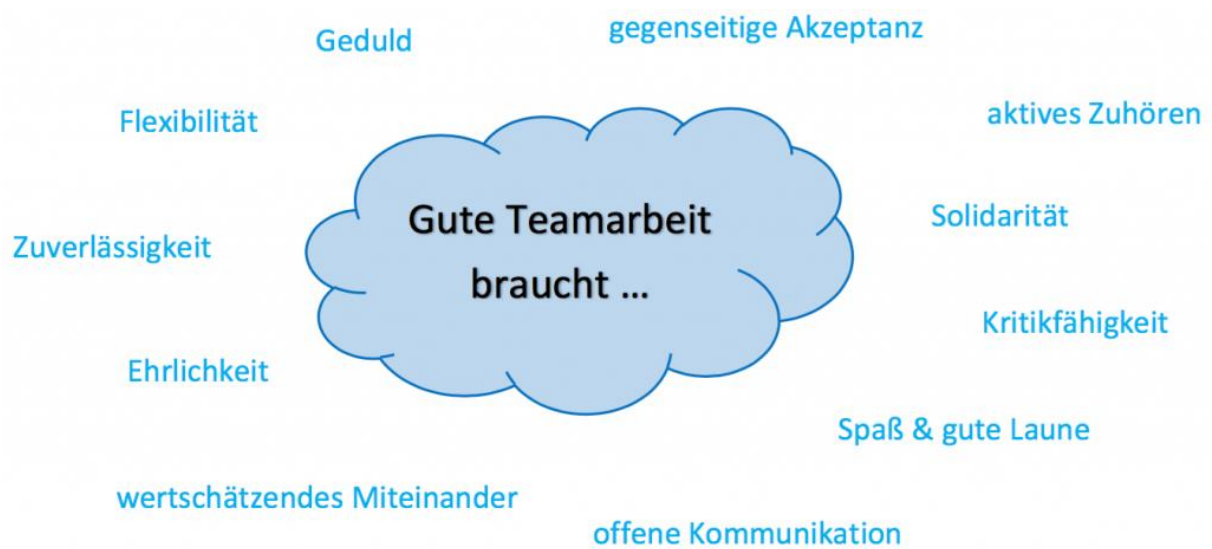 Geduld
gegenseitige Akzeptanz
Flexibilität
aktives Zuhören
Gute Teamarbeit
braucht ...
Solidarität
Zuverlässigkeit
Kritikfähigkeit
Ehrlichkeit
Spaß & gute Laune
wertschätzendes Miteinander
offene Kommunikation